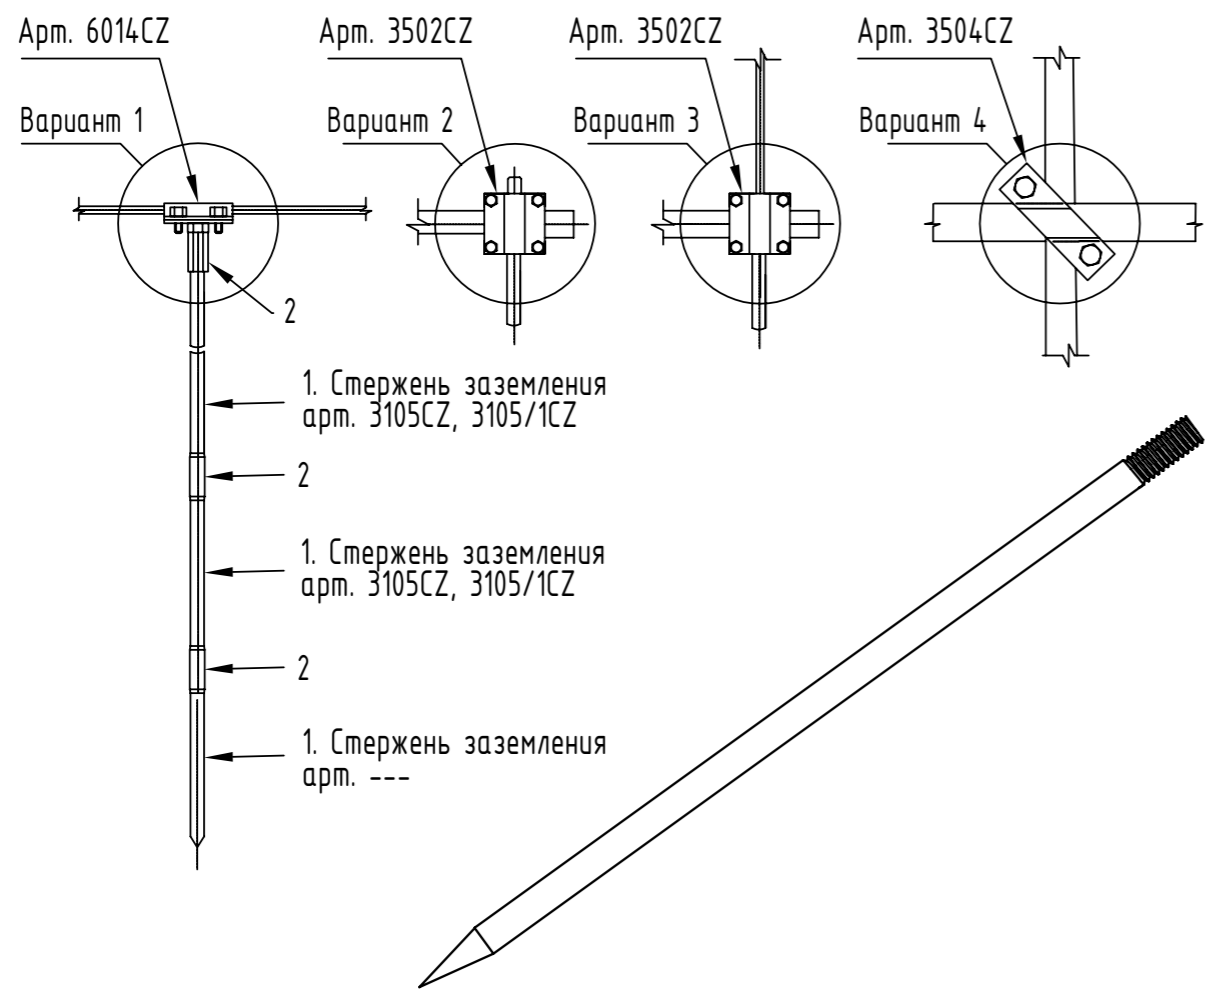 Арт. 6014CZ
Арт. 3502CZ
Арт. 3502CZ
Арт. 3504CZ
Вариант 1
Вариант 2
Вариант 3
Вариант 4
2
1. Стержень заземления
арт. 3105CZ, 3105/1CZ
2
1. Стержень заземления
арт. 3105CZ, 3105/1CZ
2
1. Стержень заземления
арт. ---